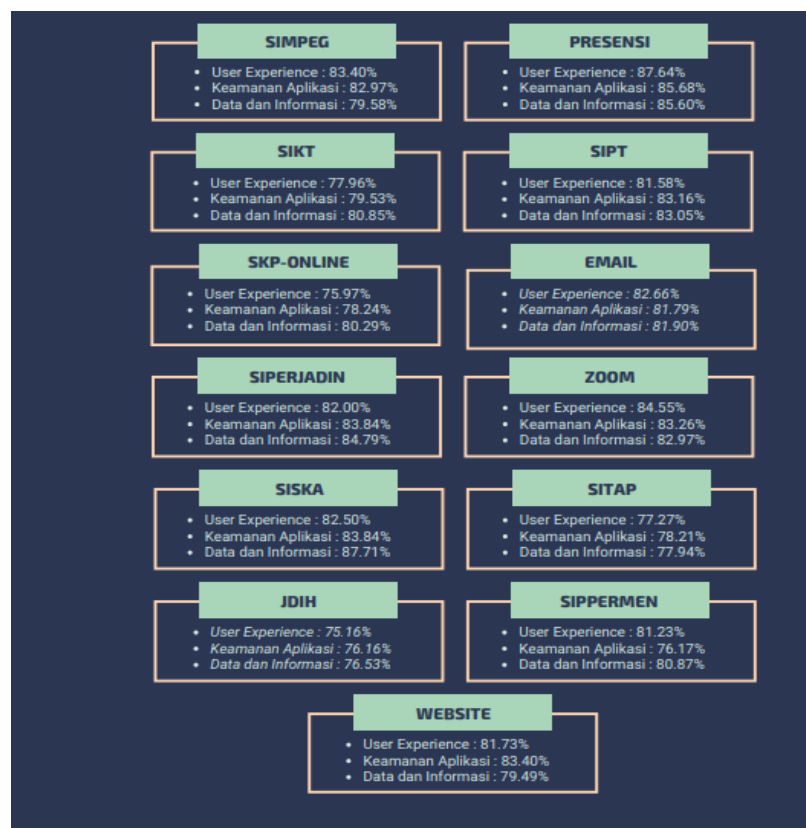 SIMPEG
• User Experience : 83.40%
• Keamanan Aplikasi : 82.97%
• Data dan Informasi : 79.58%
PRESENSI
• User Experience : 87.64%
• Keamanan Aplikasi : 85.68%
• Data dan Informasi : 85.60%
SIKT
• User Experience : 77.96%
• Keamanan Aplikasi : 79.53%
• Data dan Informasi : 80.85%
SIPT
• User Experience : 81.58%
• Keamanan Aplikasi : 83.16%
• Data dan Informasi : 83.05%
SKP-ONLINE
• User Experience : 75.97%
• Keamanan Aplikasi : 78.24%
• Data dan Informasi : 80.29%
EMAIL
• User Experience : 82.66%
• Keamanan Aplikasi : 81.79%
• Data dan Informasi : 81.90%
SIPERJADIN
• User Experience : 82.00%
• Keamanan Aplikasi : 83.84%
• Data dan Informasi : 84.79%
ZOOM
• User Experience : 84.55%
• Keamanan Aplikasi : 83.26%
• Data dan Informasi : 82.97%
SISKA
• User Experience : 82.50%
• Keamanan Aplikasi : 83.84%
• Data dan Informasi : 87.71%
SITAP
• User Experience : 77.27%
• Keamanan Aplikasi : 78.21%
• Data dan Informasi : 77.94%
JDIH
• User Experience : 75.16%
• Keamanan Aplikasi : 76.16%
• Data dan Informasi : 76.53%
SIPPERMEN
• User Experience : 81.23%
• Keamanan Aplikasi : 76.17%
• Data dan Informasi : 80.87%
WEBSITE
• User Experience : 81.73%
• Keamanan Aplikasi : 83.40%
• Data dan Informasi : 79.49%